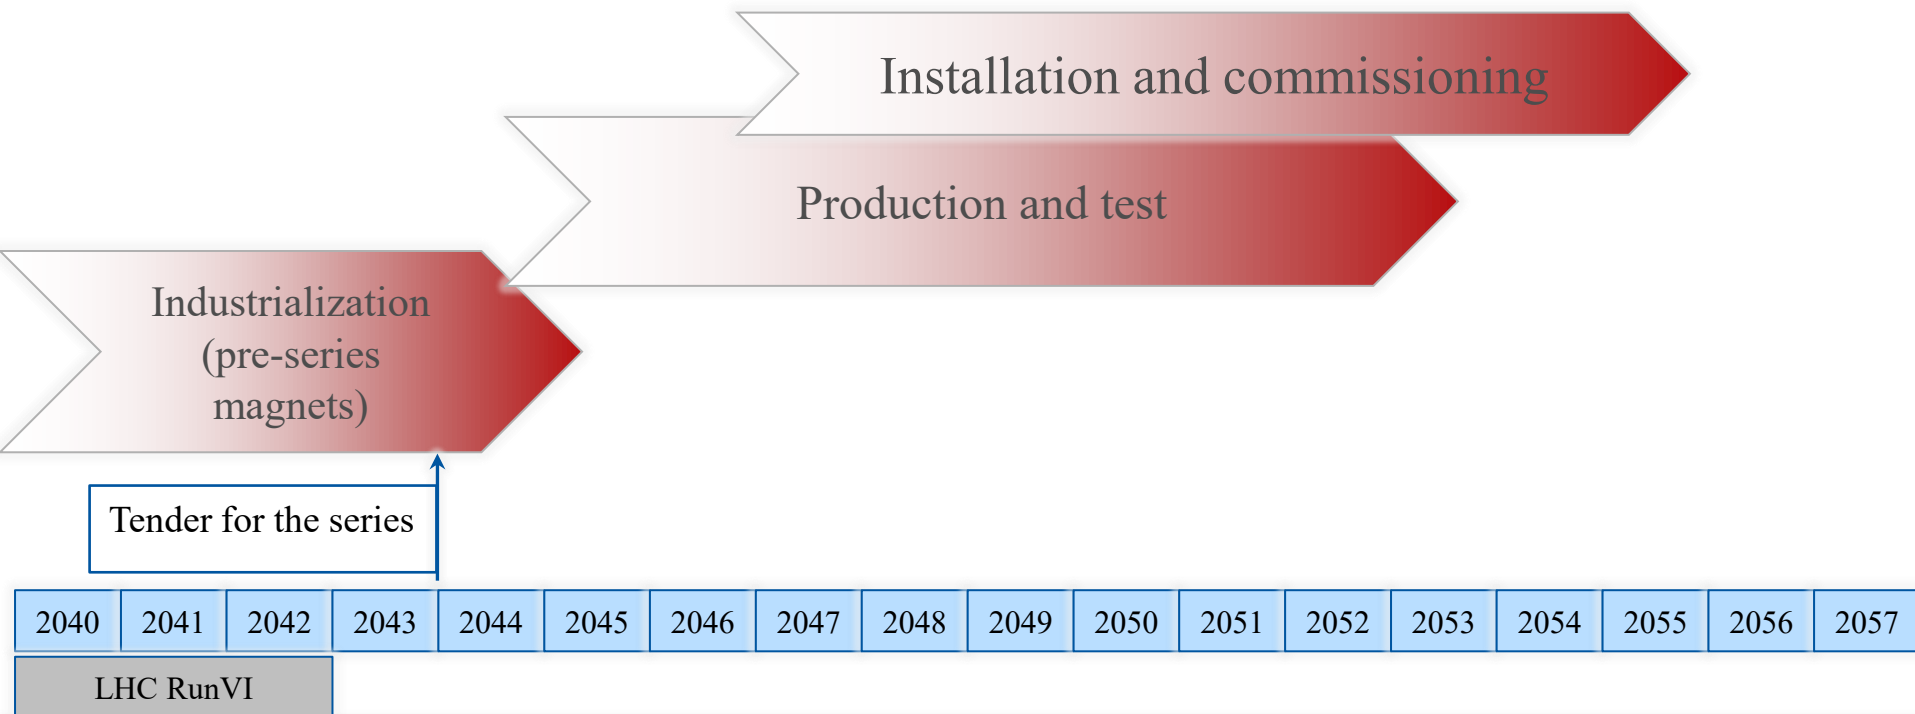 Installation and commissioning
Production and test
Industrialization
(pre-series
magnets)
Tender for the series
2040 2041 2042 2043 2044 2045 2046 2047 2048 2049 2050 2051 2052 2053 2054 2055 2056 2057
LHC RunVI